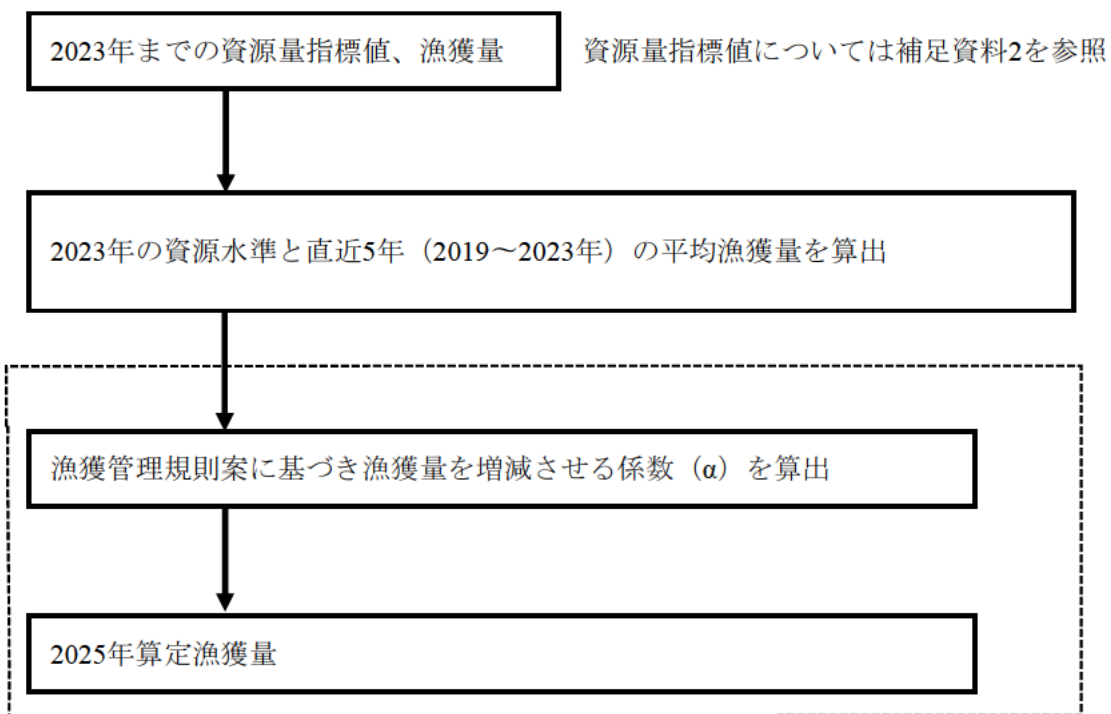 2023年までの資源量指標値、漁獲量
資源量指標値については補足資料2を参照
2023年の資源水準と直近5年（2019～2023年）の平均漁獲量を算出
漁獲管理規則案に基づき漁獲量を増減させる係数（α）を算出
2025年算定漁獲量